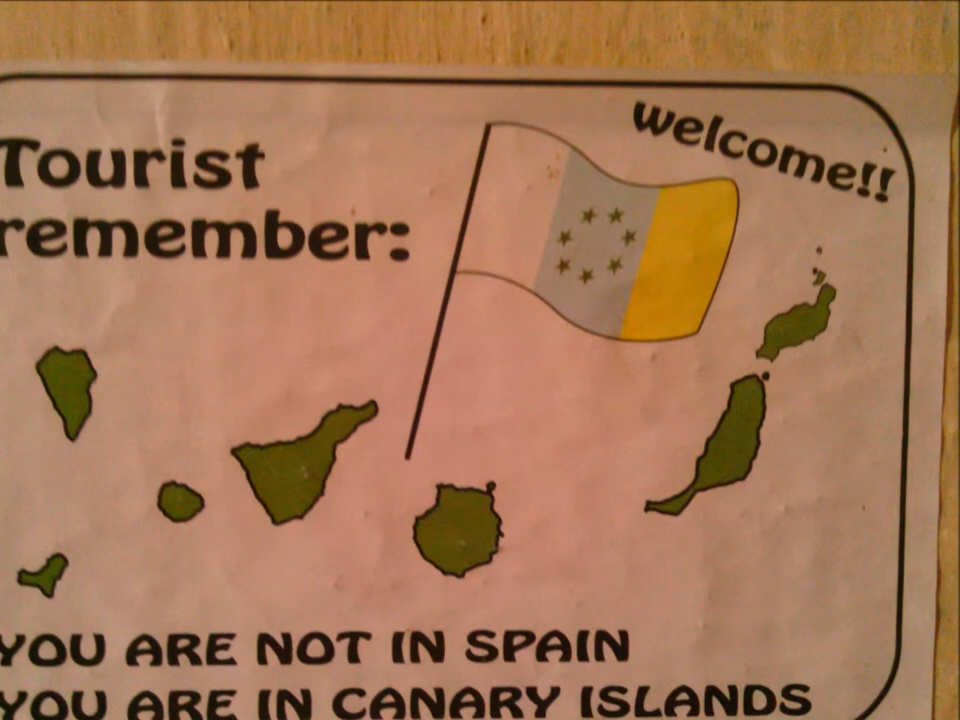 welcome!!
Tourist
remember:
YOU ARE NOT IN SPAIN
YOU ARE IN CANARY ISLANDS